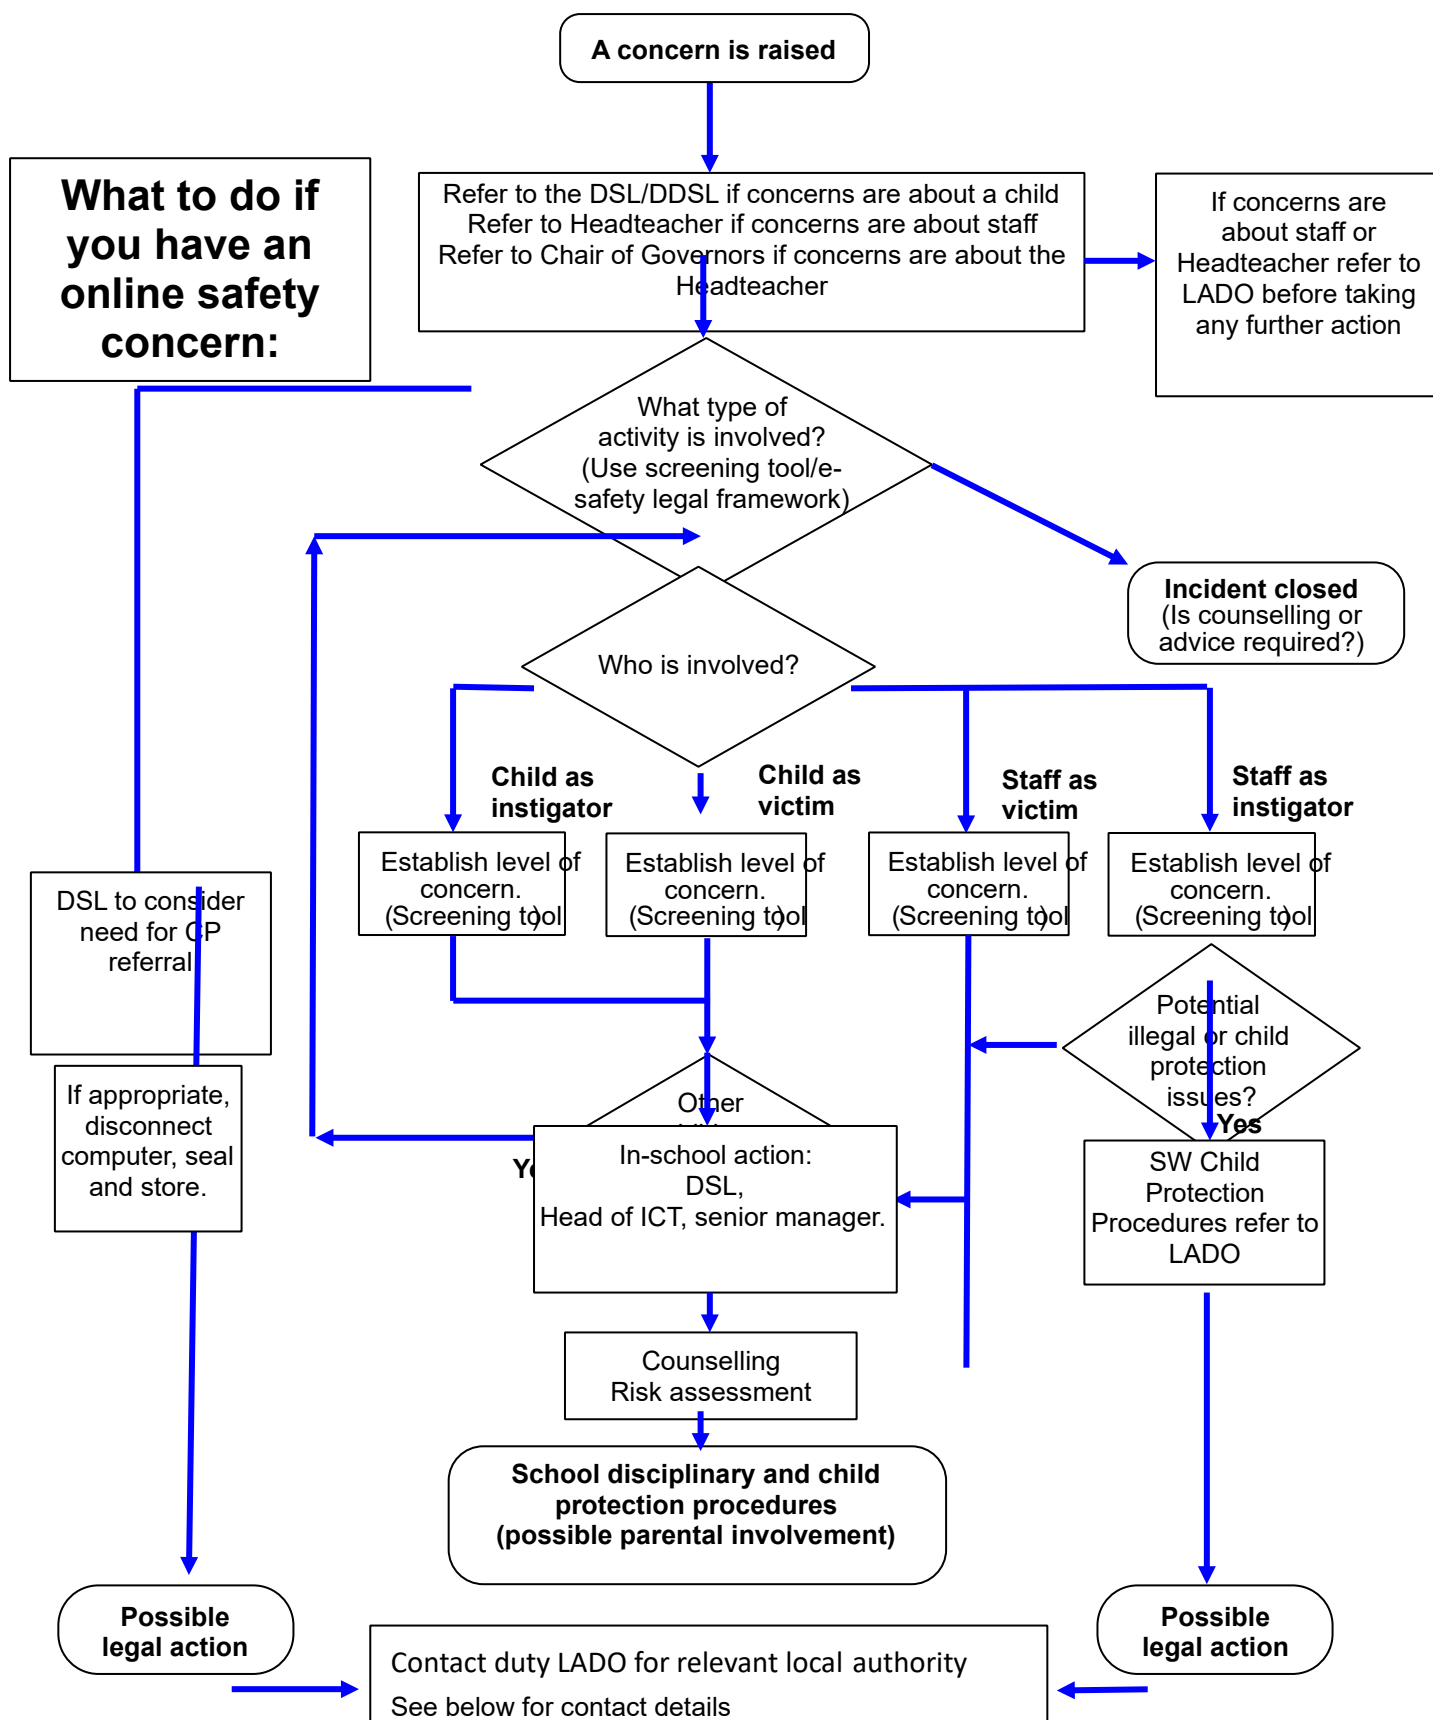 A concern is raised
What to do if
you have an
online safety
concern:
Refer to the DSL/DDSL if concerns are about a child
Refer to Headteacher if concerns are about staff
Refer to Chair of Governors if concerns are about the
Headteacher
If concerns are
about staff or
Headteacher refer to
LADO before taking
any further action
What type of
activity is involved?
(Use screening tool/e-
safety legal framework)
Incident closed
(Is counselling or
advice required?)
Who is involved?
Child as
instigator
Child as
victim
Staff as
victim
Staff as
instigator
Establish level of
concern.
(Screening tool)
Establish level of
concern.
(Screening tool)
Establish level of
concern.
(Screening tool)
Establish level of
concern.
(Screening tool)
DSL to consider
need for CP
referral
If appropriate,
disconnect
computer, seal
and store.
Potential
illegal or child
protection
issues?
Yes
Other
In-school action:
DSL,
Head of ICT, senior manager.
SW Child
Protection
Procedures refer to
LADO
Counselling
Risk assessment
School disciplinary and child
protection procedures
(possible parental involvement)
Possible
legal action
Possible
legal action
Contact duty LADO for relevant local authority
See below for contact details